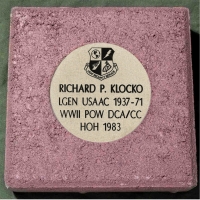 RICHARD P. KLOCKO
LGEN USAAC 1937-71
WWII POW DCA/CC
HOH 1983